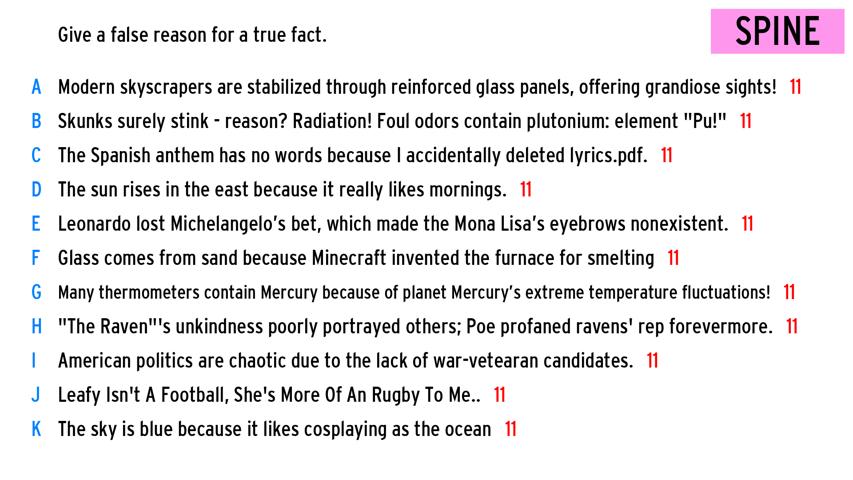 Give a false reason for a true fact.
SPINE
A Modern skyscrapers are stabilized through reinforced glass panels, offering grandiose sights! 11
B Skunks surely stink - reason? Radiation! Foul odors contain plutonium: element "Pu!" 11
C The Spanish anthem has no words because I accidentally deleted lyrics.pdf. 11
D The sun rises in the east because it really likes mornings. 11
E Leonardo lost Michelangelo's bet, which made the Mona Lisa's eyebrows nonexistent. 11
F Glass comes from sand because Minecraft invented the furnace for smelting 11
G Many thermometers contain Mercury because of planet Mercury's extreme temperature fluctuations! 11
H "The Raven"'s unkindness poorly portrayed others; Poe profaned ravens' rep forevermore. 11
I American politics are chaotic due to the lack of war-vetearan candidates. 11
J Leafy Isn't A Football, She's More Of An Rugby To Me.. 11
K The sky is blue because it likes cosplaying as the ocean 11